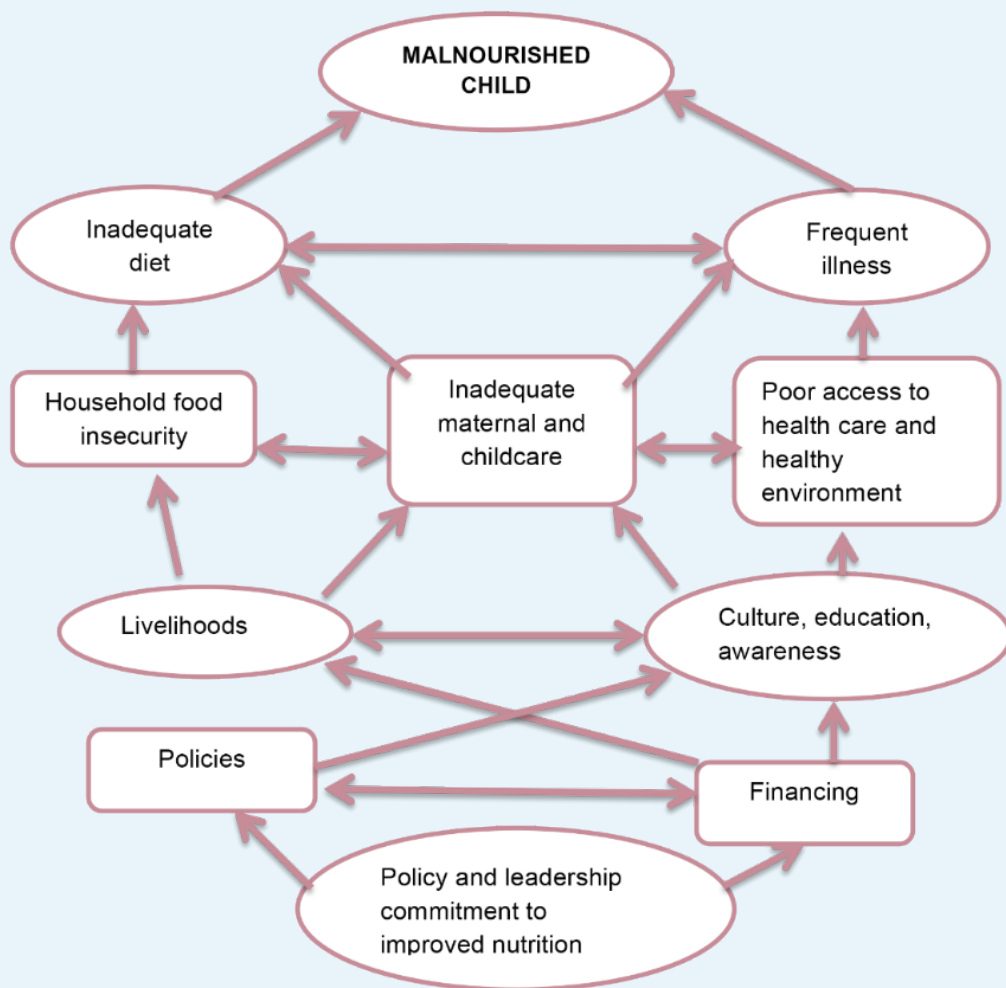 MALNOURISHED
CHILD
Inadequate
diet
Frequent
illness
Household food
insecurity
Inadequate
maternal and
childcare
Poor access to
health care and
healthy
environment
Livelihoods
Culture, education,
awareness
Policies
Financing
Policy and leadership
commitment to
improved nutrition